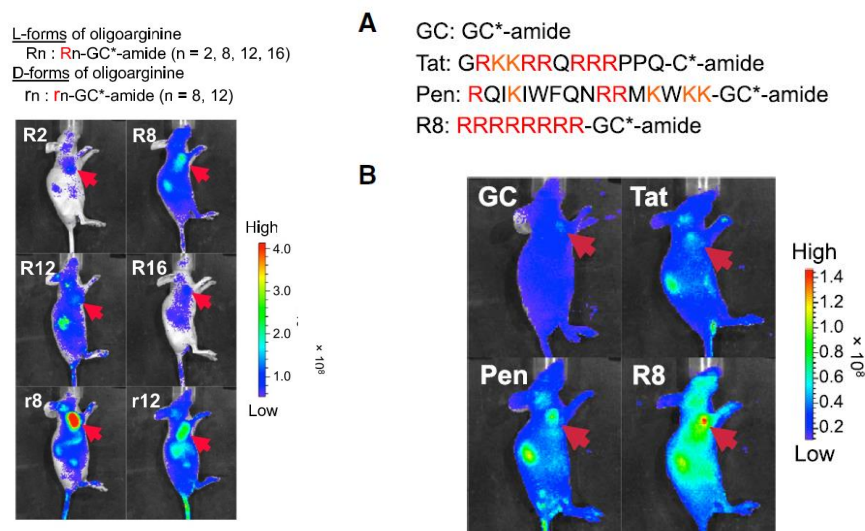 L-forms of oligoarginine
Rn : Rn-GC*-amide (n = 2, 8, 12, 16)
D-forms of oligoarginine
rn : rn-GC*-amide (n = 8, 12)
R2
R8
R12
R16
r8
r12
High
4.0
3.0
2.0
1.0
Low
× 10⁸
A
GC: GC*-amide
Tat: GRKKRRQRRRPPQ-C*-amide
Pen: RQIKIWFQNRRMKWKK-GC*-amide
R8: RRRRRRRR-GC*-amide
B
GC
Tat
Pen
R8
High
1.4
1.2
1.0
0.8
0.6
0.4
0.2
Low
× 10⁸